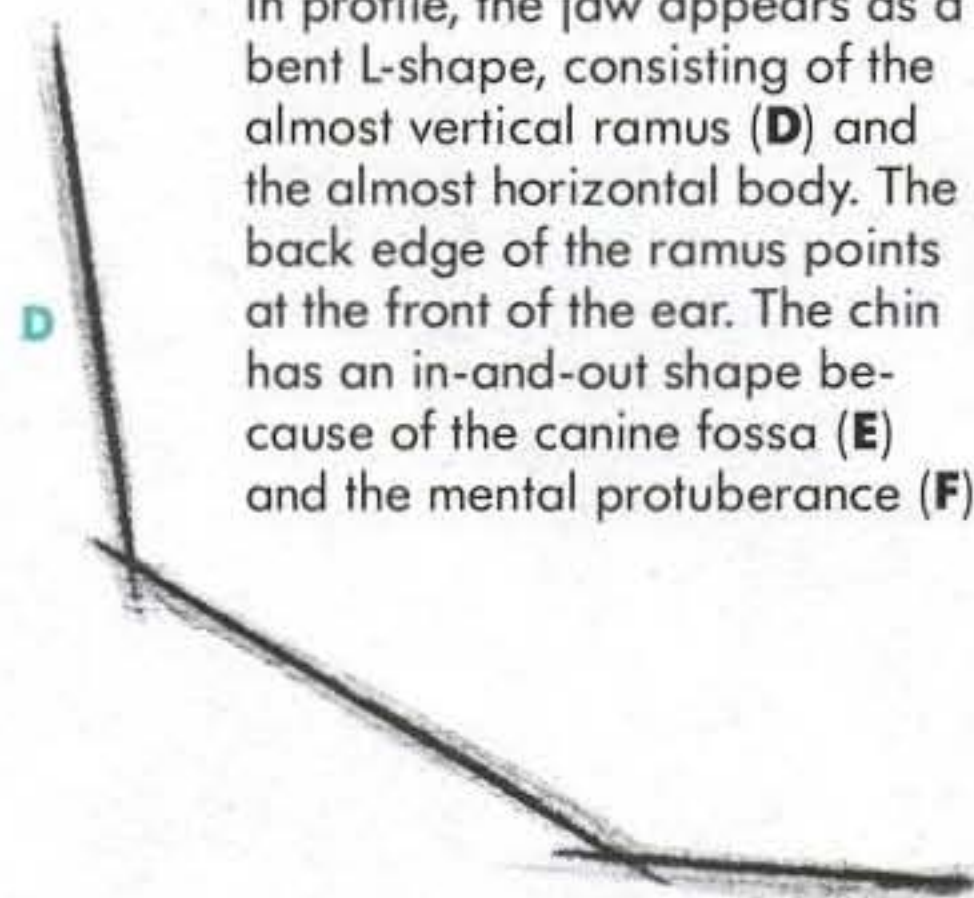 In profile, the jaw appears as a
bent L-shape, consisting of the
almost vertical ramus (D) and
the almost horizontal body. The
back edge of the ramus points
D
at the front of the ear. The chin
has an in-and-out shape be-
cause of the canine fossa (E)
and the mental protuberance (F)